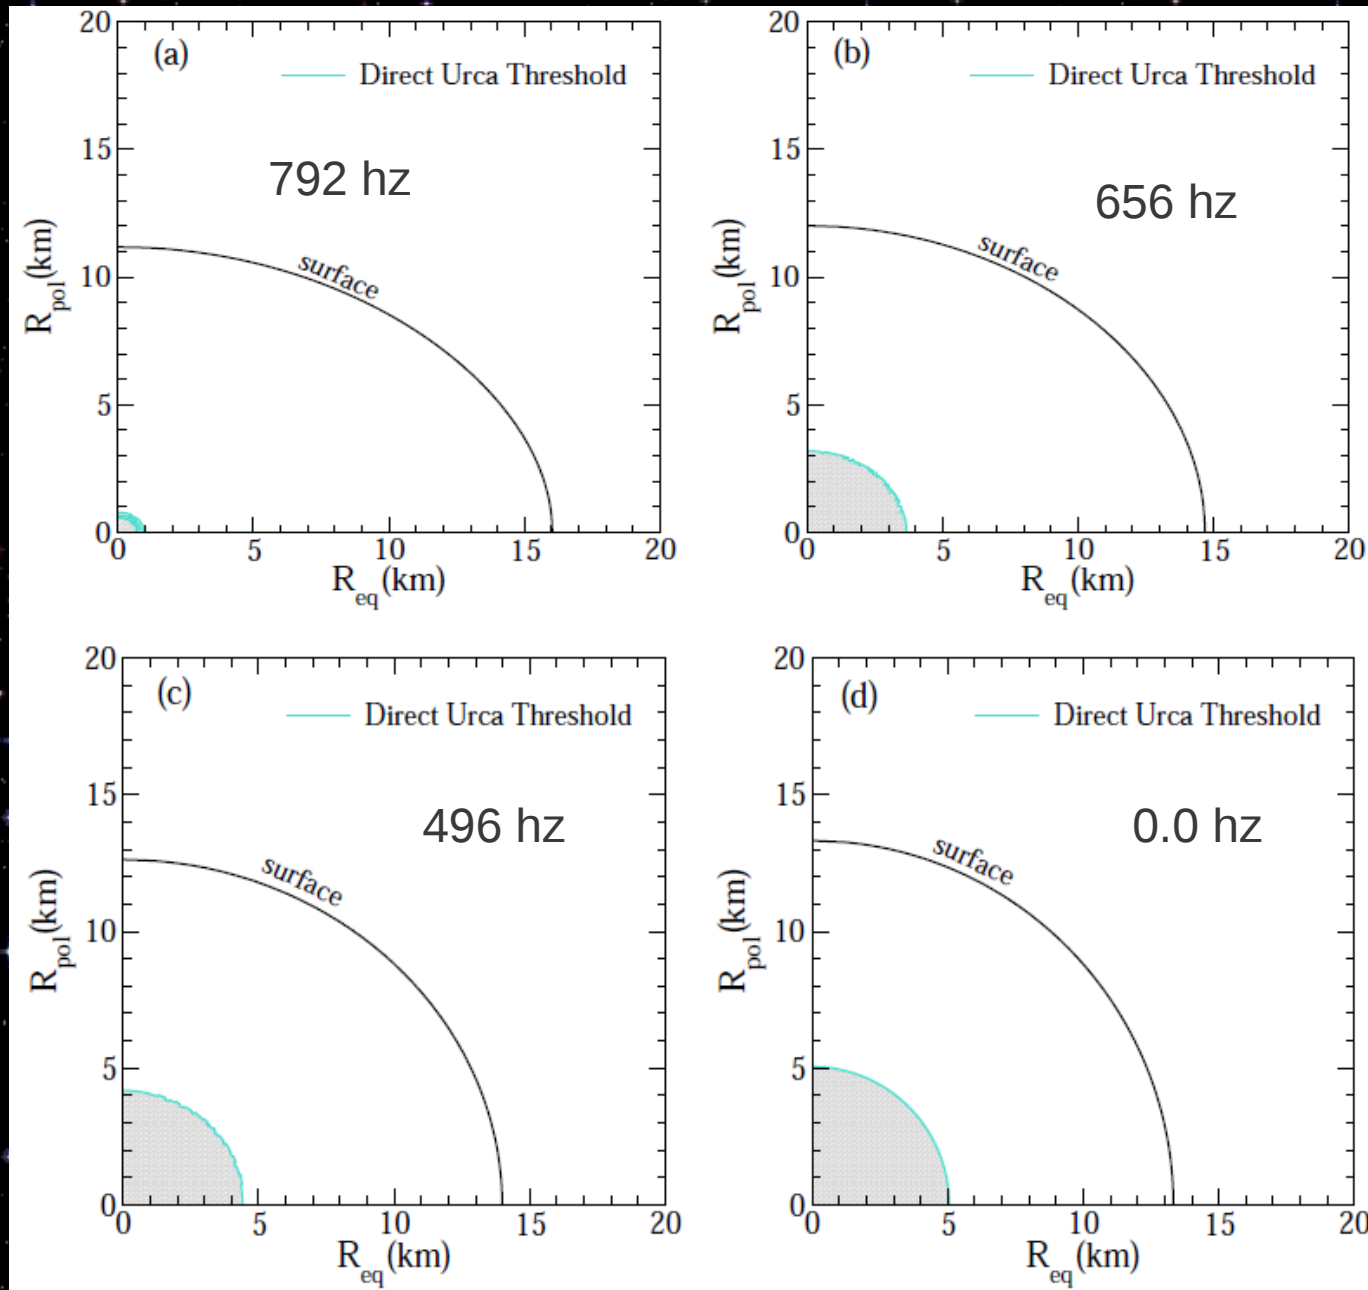 (a)
Direct Urca Threshold
792 hz
surface
R_pol(km)
20
15
10
5
0
0 5 10 15 20
R_eq(km)
(b)
Direct Urca Threshold
656 hz
surface
R_pol(km)
20
15
10
5
0
0 5 10 15 20
R_eq(km)
(c)
Direct Urca Threshold
496 hz
surface
R_pol(km)
20
15
10
5
0
0 5 10 15 20
R_eq(km)
(d)
Direct Urca Threshold
0.0 hz
surface
R_pol(km)
20
15
10
5
0
0 5 10 15 20
R_eq(km)